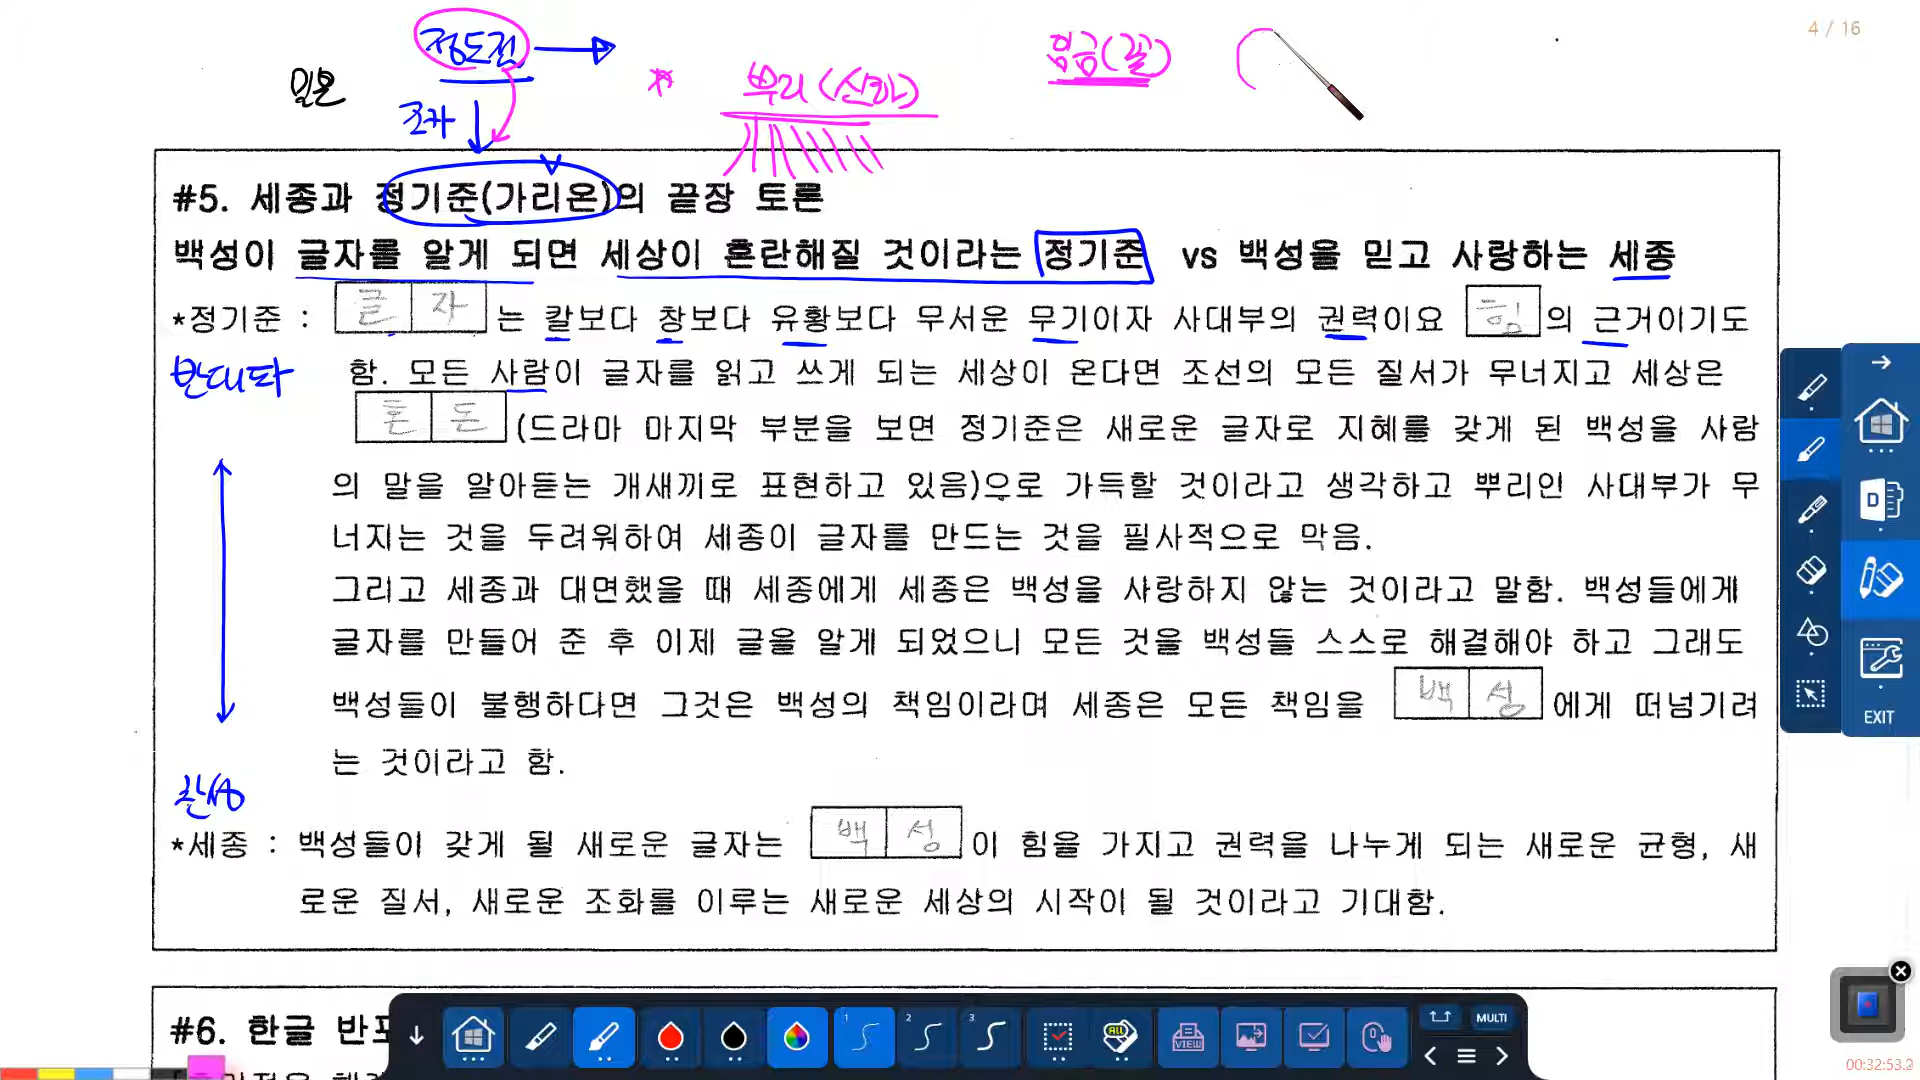 4 / 16
정도전
임금(꽃)
뿌리(신하)
밀본
조카
#5. 세종과 정기준(가리온)의 끝장 토론
백성이 글자를 알게 되면 세상이 혼란해질 것이라는 정기준 vs 백성을 믿고 사랑하는 세종
*정기준 : 글자 는 칼보다 창보다 유황보다 무서운 무기이자 사대부의 권력이요 힘 의 근거이기도
반대파
함. 모든 사람이 글자를 읽고 쓰게 되는 세상이 온다면 조선의 모든 질서가 무너지고 세상은
혼돈 (드라마 마지막 부분을 보면 정기준은 새로운 글자로 지혜를 갖게 된 백성을 사람
의 말을 알아듣는 개새끼로 표현하고 있음)으로 가득할 것이라고 생각하고 뿌리인 사대부가 무
너지는 것을 두려워하여 세종이 글자를 만드는 것을 필사적으로 막음.
그리고 세종과 대면했을 때 세종에게 세종은 백성을 사랑하지 않는 것이라고 말함. 백성들에게
글자를 만들어 준 후 이제 글을 알게 되었으니 모든 것을 백성들 스스로 해결해야 하고 그래도
백성들이 불행하다면 그것은 백성의 책임이라며 세종은 모든 책임을 백성 에게 떠넘기려
는 것이라고 함.
찬성
*세종 : 백성들이 갖게 될 새로운 글자는 백성 이 힘을 가지고 권력을 나누게 되는 새로운 균형, 새
로운 질서, 새로운 조화를 이루는 새로운 세상의 시작이 될 것이라고 기대함.
#6. 한글 반포
EXIT
1 2 3
ALL
VIEW
MULTI
00:32:53.2